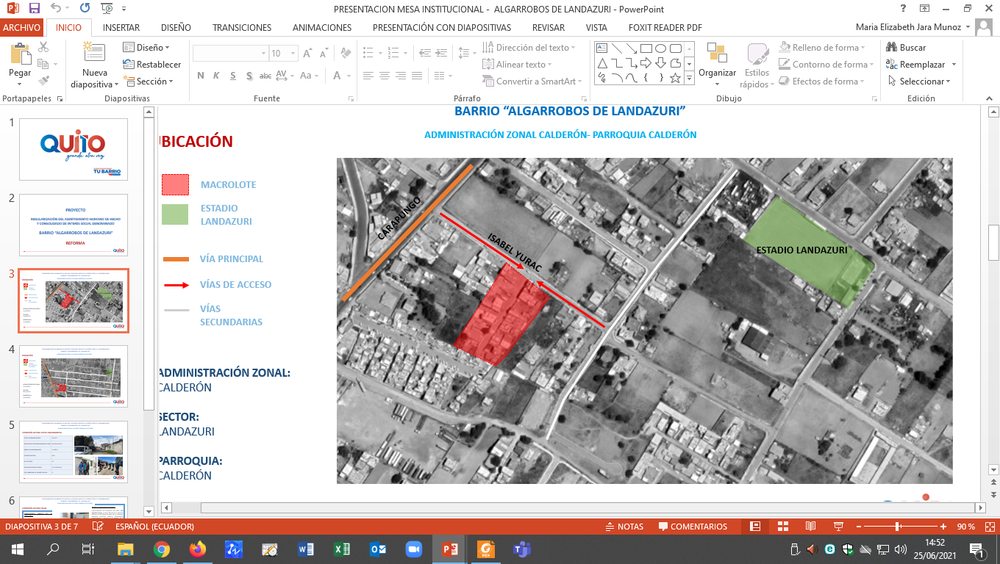 PRESENTACION MESA INSTITUCIONAL - ALGARROBOS DE LANDAZURI - PowerPoint
ARCHIVO INICIO INSERTAR DISEÑO TRANSICIONES ANIMACIONES PRESENTACIÓN CON DIAPOSITIVAS REVISAR VISTA FOXIT READER PDF
Maria Elizabeth Jara Munoz
Pegar
Portapapeles
Nueva
diapositiva
Diseño
Restablecer
Sección
Diapositivas
10
N K S S abc AV Aa A
Fuente
Dirección del texto
Alinear texto
Convertir a SmartArt
Párrafo
Organizar
Estilos
rápidos
Relleno de forma
Contorno de forma
Efectos de forma
Dibujo
Buscar
Reemplazar
Seleccionar
Edición
1
QUITO
grande otra vez
TU BARRIO
2
PROYECTO
REGULARIZACIÓN DEL ASENTAMIENTO HUMANO DE HECHO
Y CONSOLIDADO DE INTERÉS SOCIAL DENOMINADO
BARRIO "ALGARROBOS DE LANDAZURI"
REFORMA
QUITO
3
QUITO
4
QUITO
5
QUITO
6
BARRIO “ALGARROBOS DE LANDAZURI”
ADMINISTRACIÓN ZONAL CALDERÓN- PARROQUIA CALDERÓN
BICACIÓN
MACROLOTE
ESTADIO
LANDAZURI
VÍA PRINCIPAL
VÍAS DE ACCESO
VÍAS
SECUNDARIAS
ADMINISTRACIÓN ZONAL:
CALDERÓN
SECTOR:
LANDAZURI
PARROQUIA:
CALDERÓN
CARAPUNGO
ISABEL YURAC
ESTADIO LANDAZURI
DIAPOSITIVA 3 DE 7 ESPAÑOL (ECUADOR)
NOTAS COMENTARIOS
90 %
14:52
25/06/2021
1